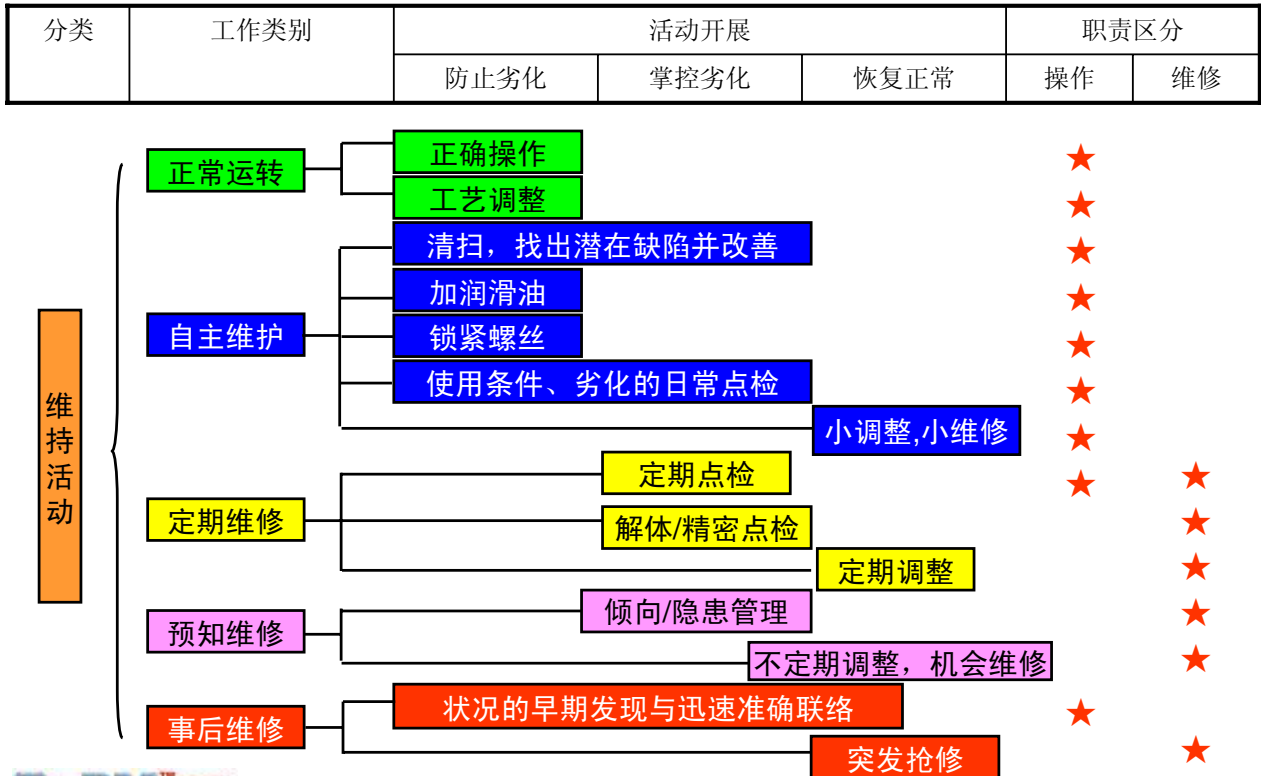 分类 工作类别 活动开展 职责区分
防止劣化 掌控劣化 恢复正常 操作 维修
正确操作
正常运转
工艺调整
清扫，找出潜在缺陷并改善
加润滑油
自主维护 锁紧螺丝
使用条件、劣化的日常点检
小调整,小维修
维持活动
定期点检
定期维修 解体/精密点检
定期调整
倾向/隐患管理
预知维修
不定期调整，机会维修
状况的早期发现与迅速准确联络
事后维修
突发抢修